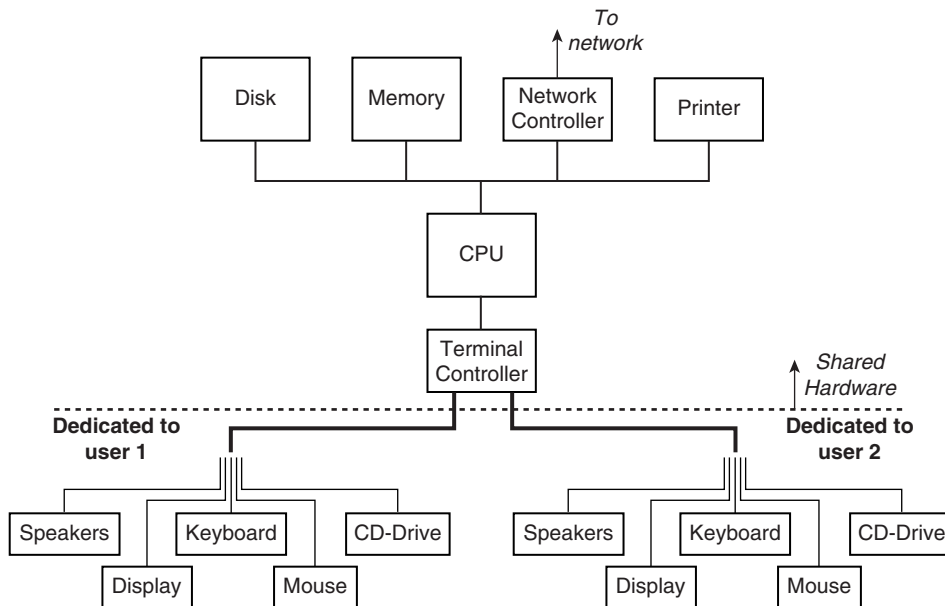 To
network
Disk
Memory
Network
Controller
Printer
CPU
Terminal
Controller
Shared
Hardware
Dedicated to
user 1
Dedicated to
user 2
Speakers
Keyboard
CD-Drive
Display
Mouse
Speakers
Keyboard
CD-Drive
Display
Mouse